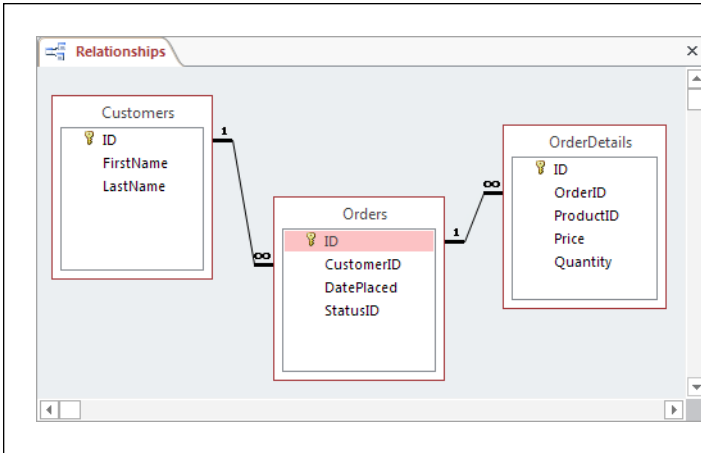 Relationships
Customers
ID
FirstName
LastName
1
∞
Orders
ID
CustomerID
DatePlaced
StatusID
1
∞
OrderDetails
ID
OrderID
ProductID
Price
Quantity